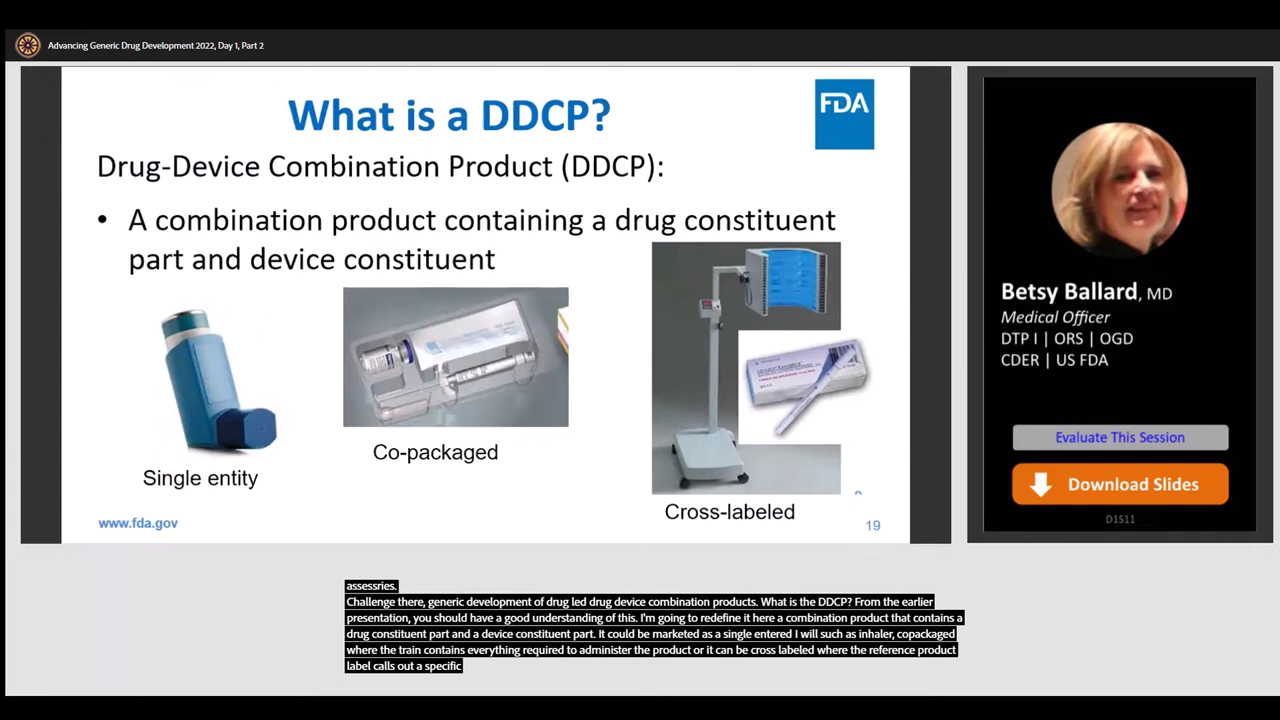 Advancing Generic Drug Development 2022, Day 1, Part 2
What is a DDCP?
FDA
Drug-Device Combination Product (DDCP):
• A combination product containing a drug constituent
part and device constituent
Single entity
Co-packaged
Cross-labeled
www.fda.gov
19
Betsy Ballard, MD
Medical Officer
DTP I | ORS | OGD
CDER | US FDA
Evaluate This Session
Download Slides
D1S11
assessries.
Challenge there, generic development of drug led drug device combination products. What is the DDCP? From the earlier
presentation, you should have a good understanding of this. I'm going to redefine it here a combination product that contains a
drug constituent part and a device constituent part. It could be marketed as a single entered I will such as inhaler, copackaged
where the train contains everything required to administer the product or it can be cross labeled where the reference product
label calls out a specific